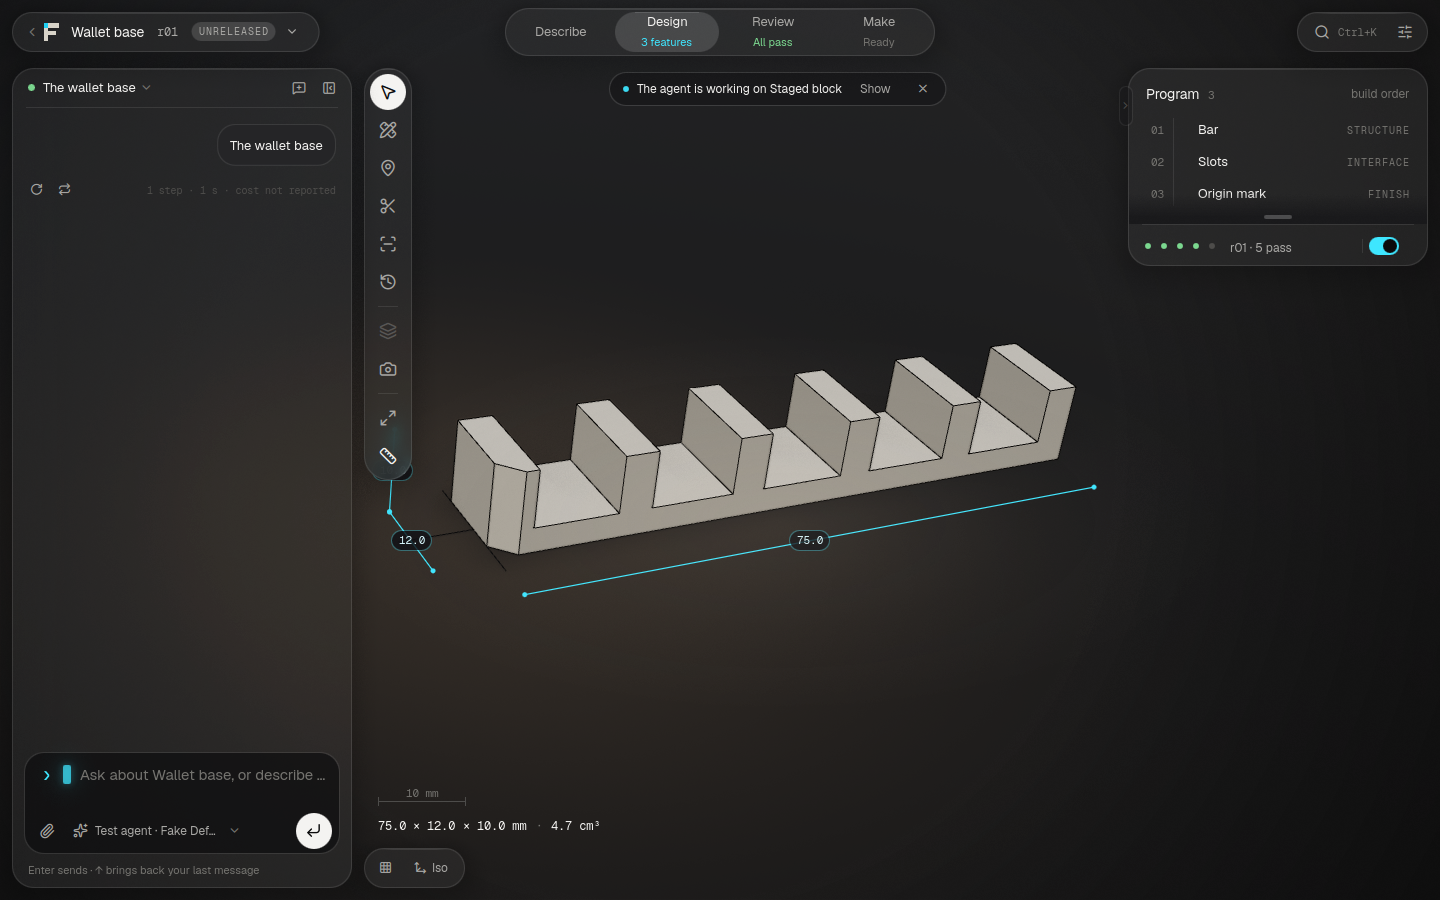 Wallet base r01 UNRELEASED
Describe
Design
3 features
Review
All pass
Make
Ready
Ctrl+K
The wallet base
The wallet base
1 step · 1 s · cost not reported
The agent is working on Staged block Show
Program 3 build order
01 Bar STRUCTURE
02 Slots INTERFACE
03 Origin mark FINISH
r01 · 5 pass
12.0
75.0
10 mm
75.0 × 12.0 × 10.0 mm · 4.7 cm³
Iso
Ask about Wallet base, or describe ...
Test agent · Fake Def...
Enter sends · ↑ brings back your last message